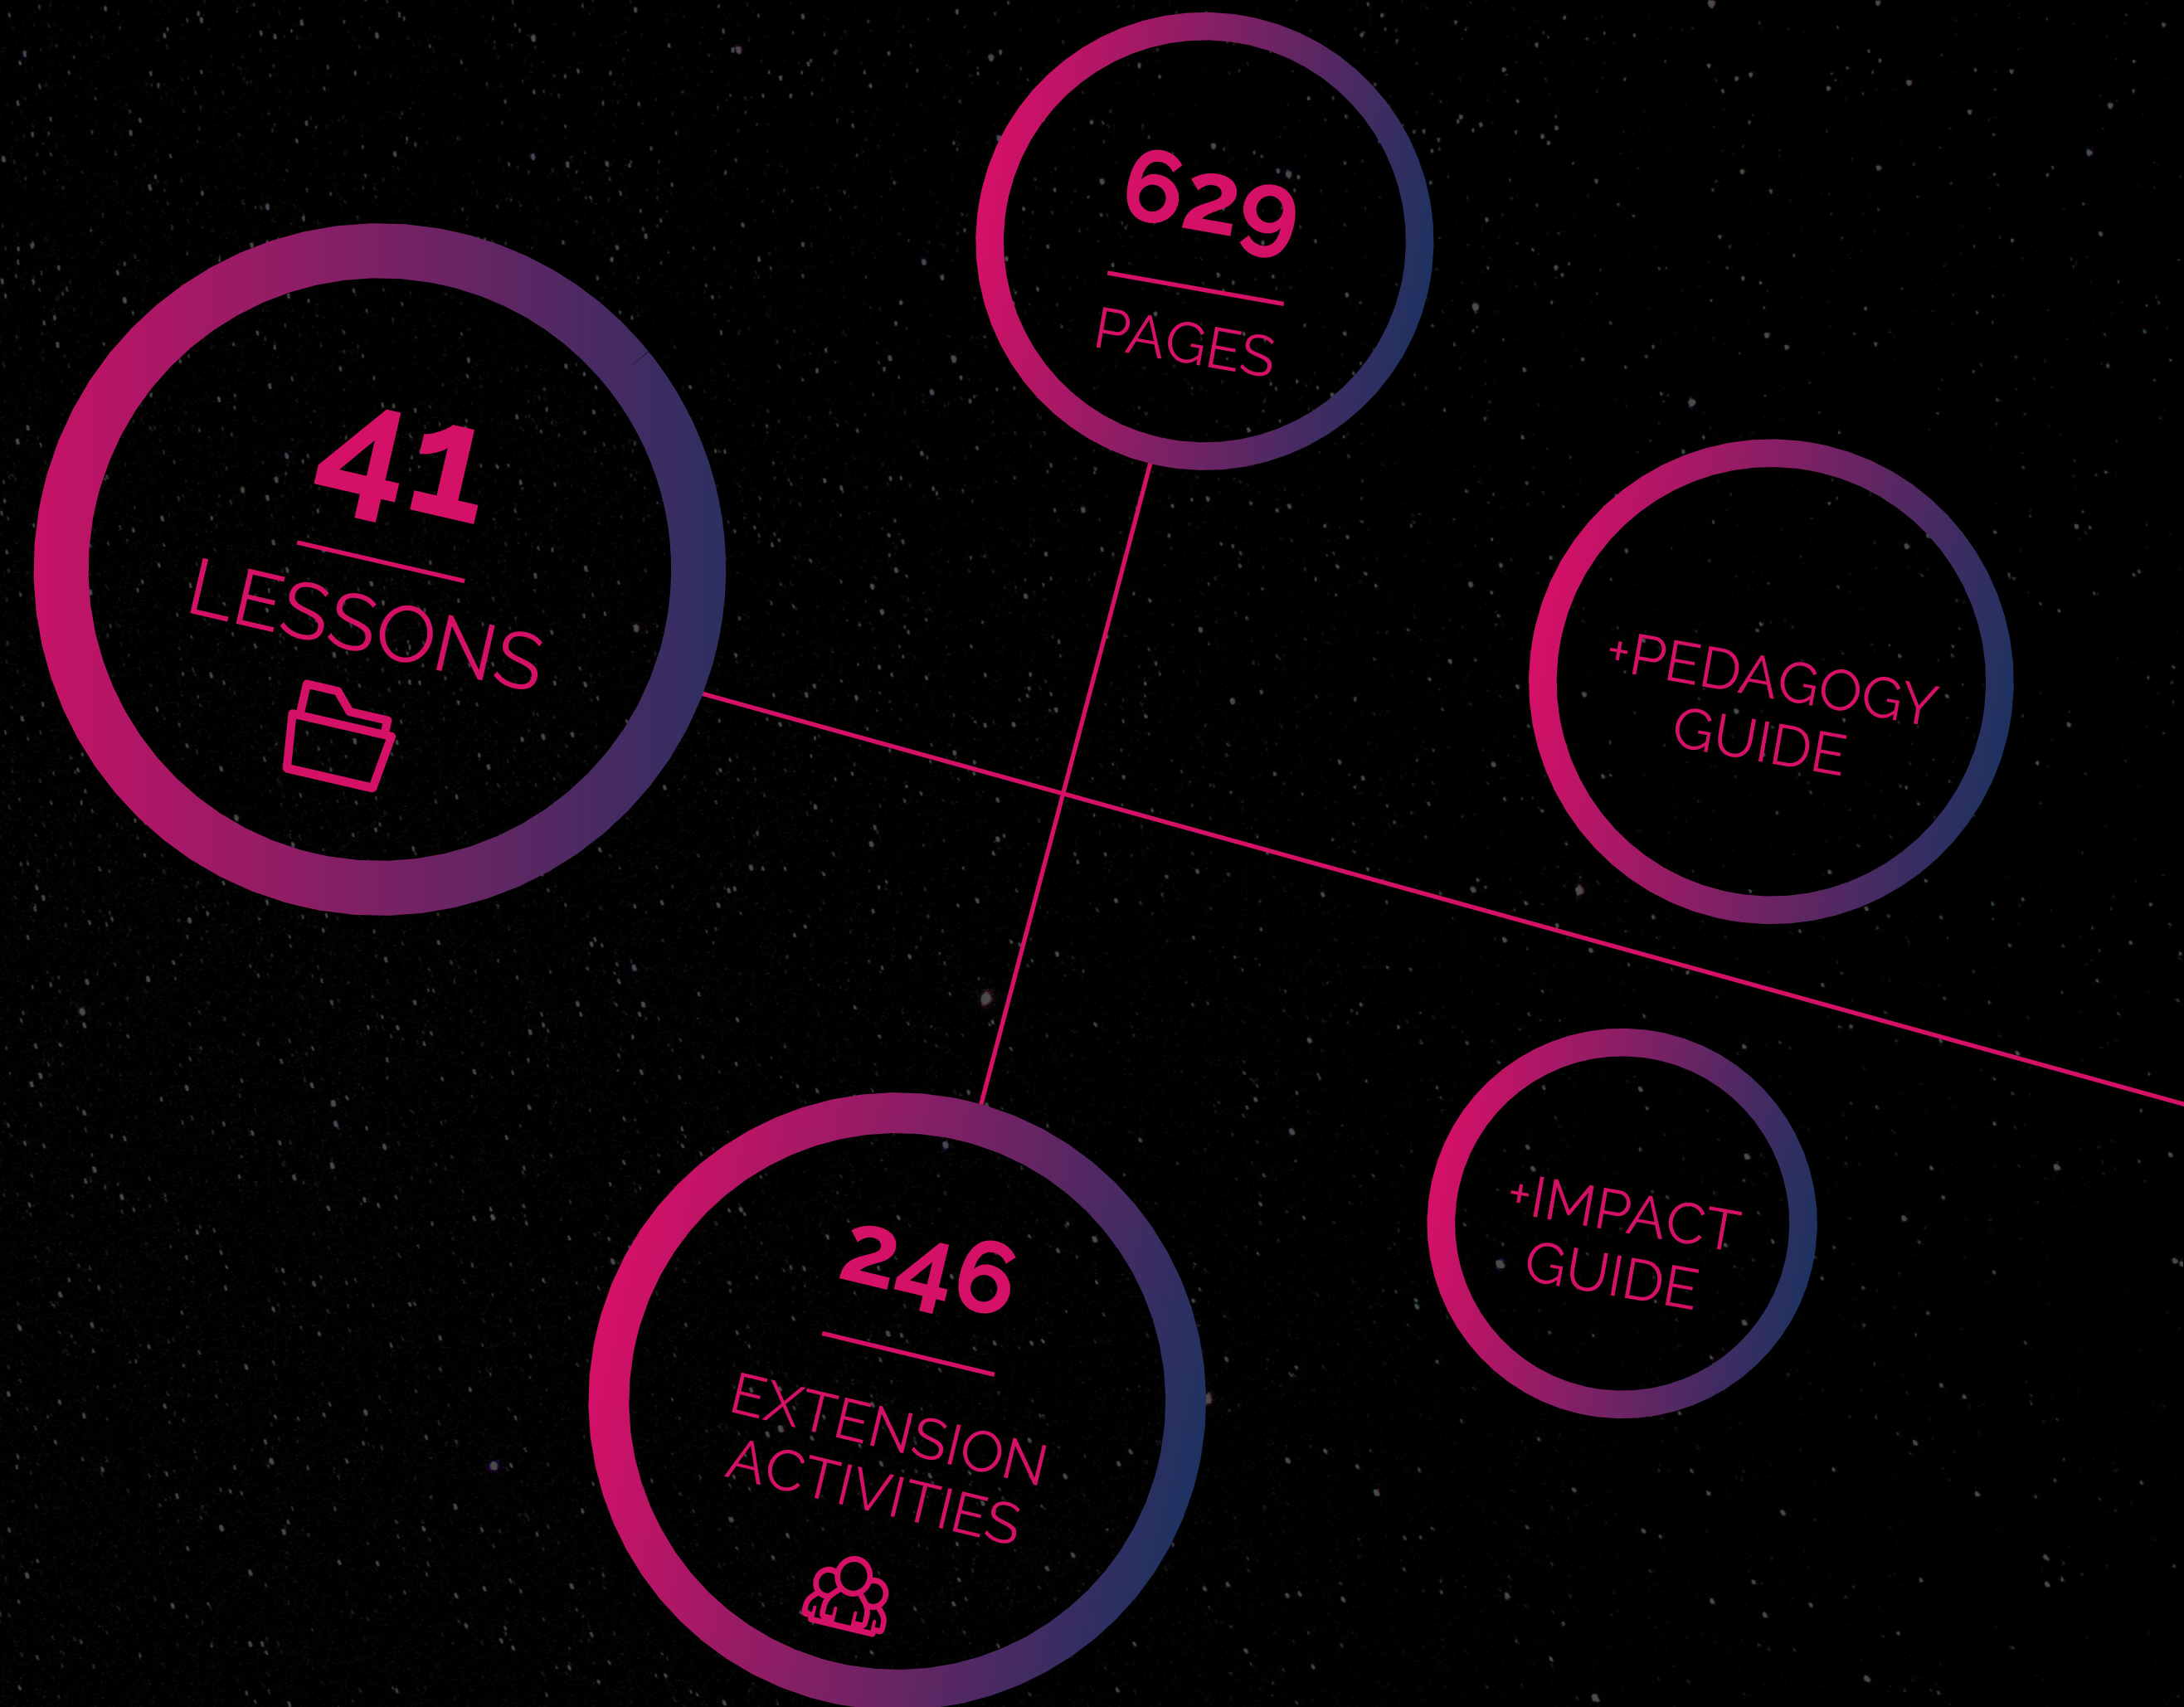 629
PAGES
41
LESSONS
+PEDAGOGY
GUIDE
+IMPACT
GUIDE
246
EXTENSION
ACTIVITIES